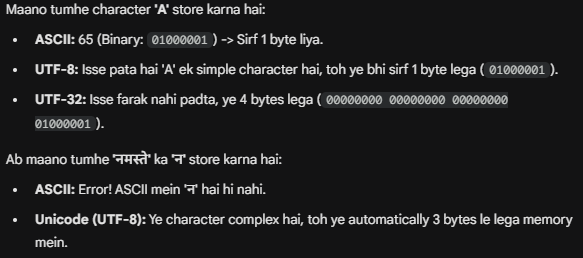 Maano tumhe character 'A' store karna hai:
• ASCII: 65 (Binary: 01000001) -> Sirf 1 byte liya.
• UTF-8: Isse pata hai 'A' ek simple character hai, toh ye bhi sirf 1 byte lega (01000001).
• UTF-32: Isse farak nahi padta, ye 4 bytes lega (00000000 00000000 00000000
01000001).
Ab maano tumhe 'नमस्ते' ka 'न' store karna hai:
• ASCII: Error! ASCII mein 'न' hai hi nahi.
• Unicode (UTF-8): Ye character complex hai, toh ye automatically 3 bytes le lega memory
mein.